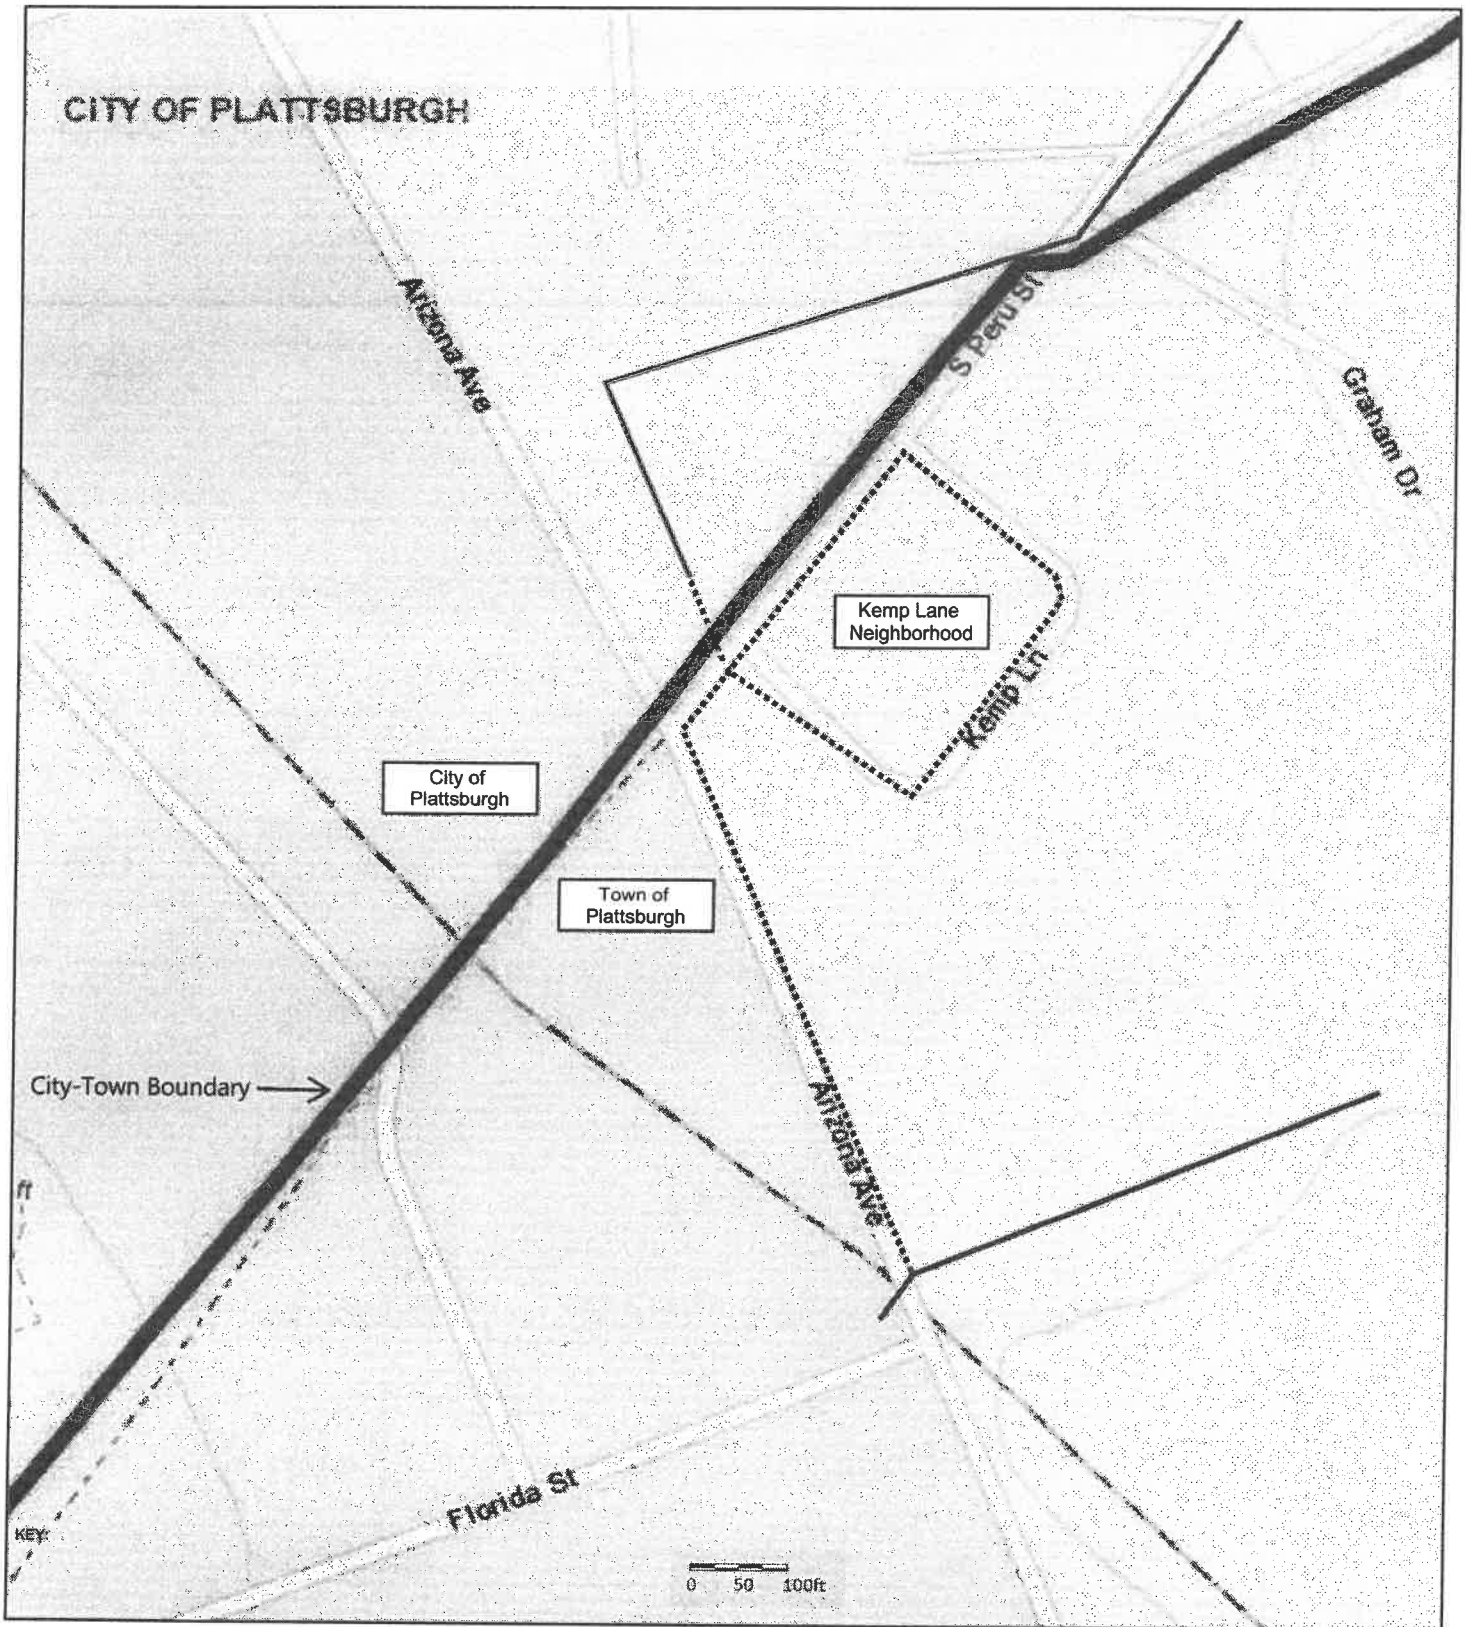 CITY OF PLATTSBURGH
Arizona Ave
S Peru St
Graham Dr
Kemp Lane
Neighborhood
Kemp Ln
City of
Plattsburgh
Town of
Plattsburgh
City-Town Boundary
Arizona Ave
ft
Florida St
KEY:
0 50 100ft